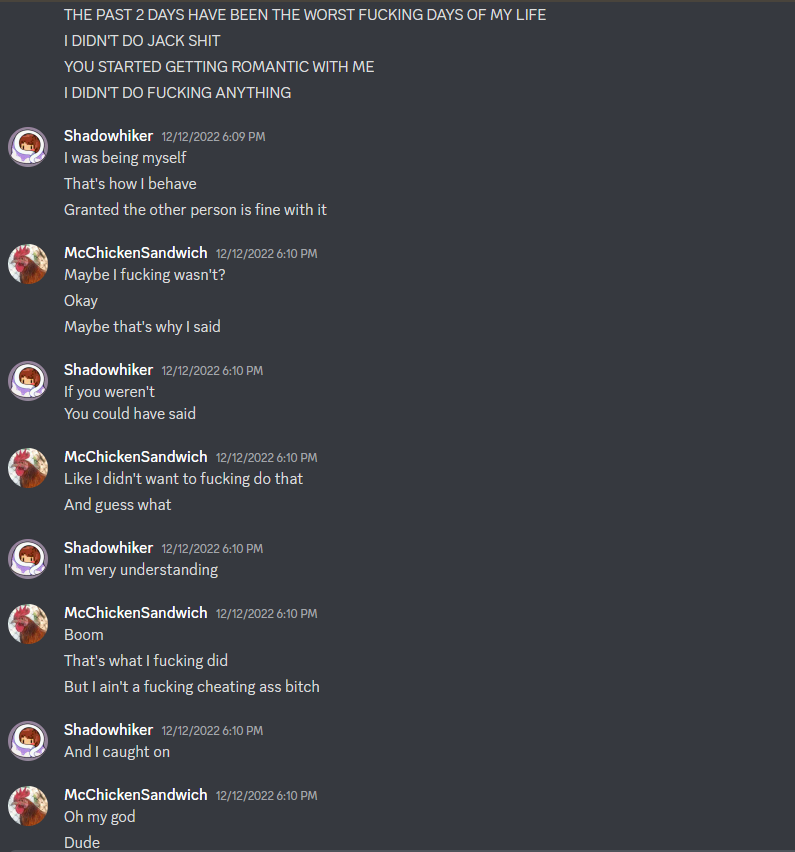 THE PAST 2 DAYS HAVE BEEN THE WORST FUCKING DAYS OF MY LIFE
I DIDN'T DO JACK SHIT
YOU STARTED GETTING ROMANTIC WITH ME
I DIDN'T DO FUCKING ANYTHING
Shadowhiker 12/12/2022 6:09 PM
I was being myself
That's how I behave
Granted the other person is fine with it
McChickenSandwich 12/12/2022 6:10 PM
Maybe I fucking wasn't?
Okay
Maybe that's why I said
Shadowhiker 12/12/2022 6:10 PM
If you weren't
You could have said
McChickenSandwich 12/12/2022 6:10 PM
Like I didn't want to fucking do that
And guess what
Shadowhiker 12/12/2022 6:10 PM
I'm very understanding
McChickenSandwich 12/12/2022 6:10 PM
Boom
That's what I fucking did
But I ain't a fucking cheating ass bitch
Shadowhiker 12/12/2022 6:10 PM
And I caught on
McChickenSandwich 12/12/2022 6:10 PM
Oh my god
Dude